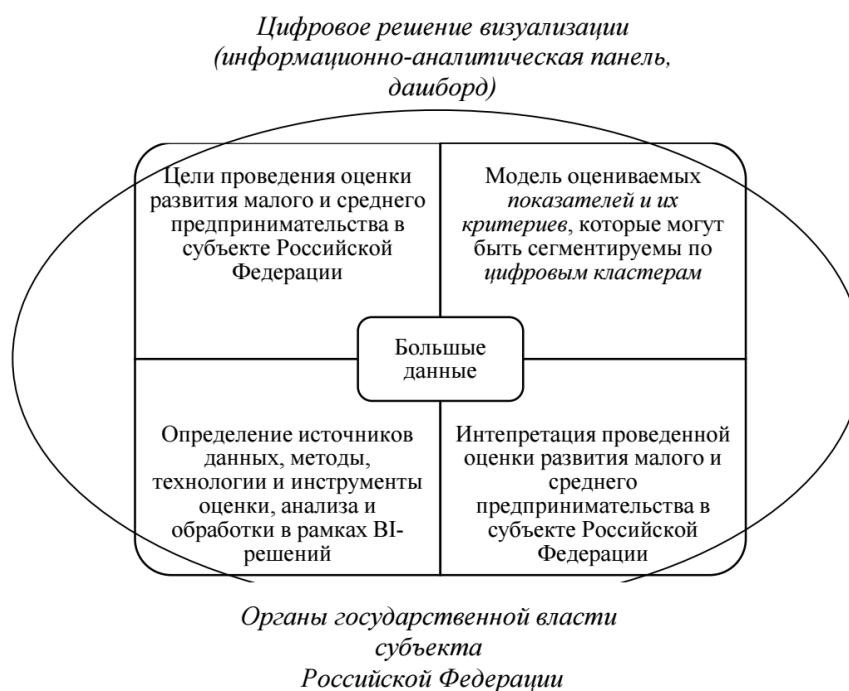 Цифровое решение визуализации
(информационно-аналитическая панель,
дашборд)
Цели проведения оценки
развития малого и среднего
предпринимательства в
субъекте Российской
Федерации
Модель оцениваемых
показателей и их
критериев, которые могут
быть сегментируемы по
цифровым кластерам
Большые
данные
Определение источников
данных, методы,
технологии и инструменты
оценки, анализа и
обработки в рамках BI-
решений
Интепретация проведенной
оценки развития малого и
среднего
предпринимательства в
субъекте Российской
Федерации
Органы государственной власти
субъекта
Российской Федерации